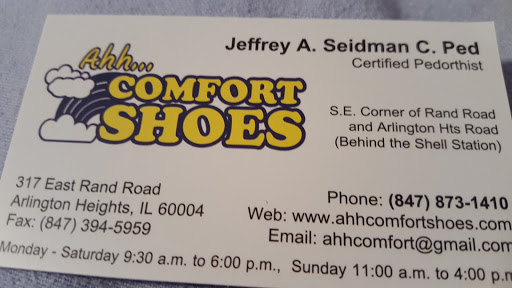 Ahh...
COMFORT
SHOES
Jeffrey A. Seidman C. Ped
Certified Pedorthist
S.E. Corner of Rand Road
and Arlington Hts Road
(Behind the Shell Station)
317 East Rand Road
Arlington Heights, IL 60004
Fax: (847) 394-5959
Phone: (847) 873-1410
Web: www.ahhcomfortshoes.com
Email: ahhcomfort@gmail.com
Monday - Saturday 9:30 a.m. to 6:00 p.m., Sunday 11:00 a.m. to 4:00 p.m